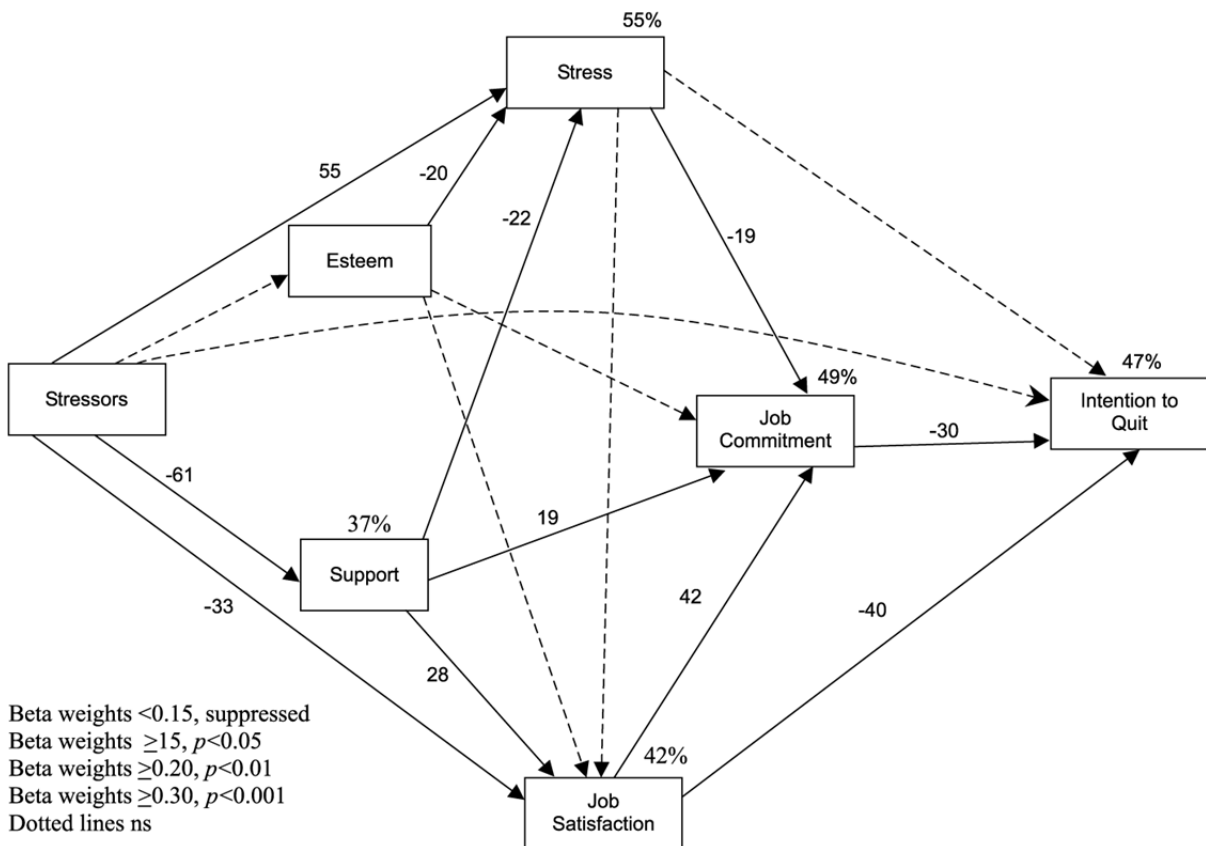 55%
Stress
55
-20
-22
-19
Esteem
Stressors
49%
47%
Job
Commitment
Intention to
Quit
-30
-61
37%
19
Support
-33
42
-40
28
Beta weights <0.15, suppressed
Beta weights ≥15, p<0.05
Beta weights ≥0.20, p<0.01
Beta weights ≥0.30, p<0.001
Dotted lines ns
42%
Job
Satisfaction